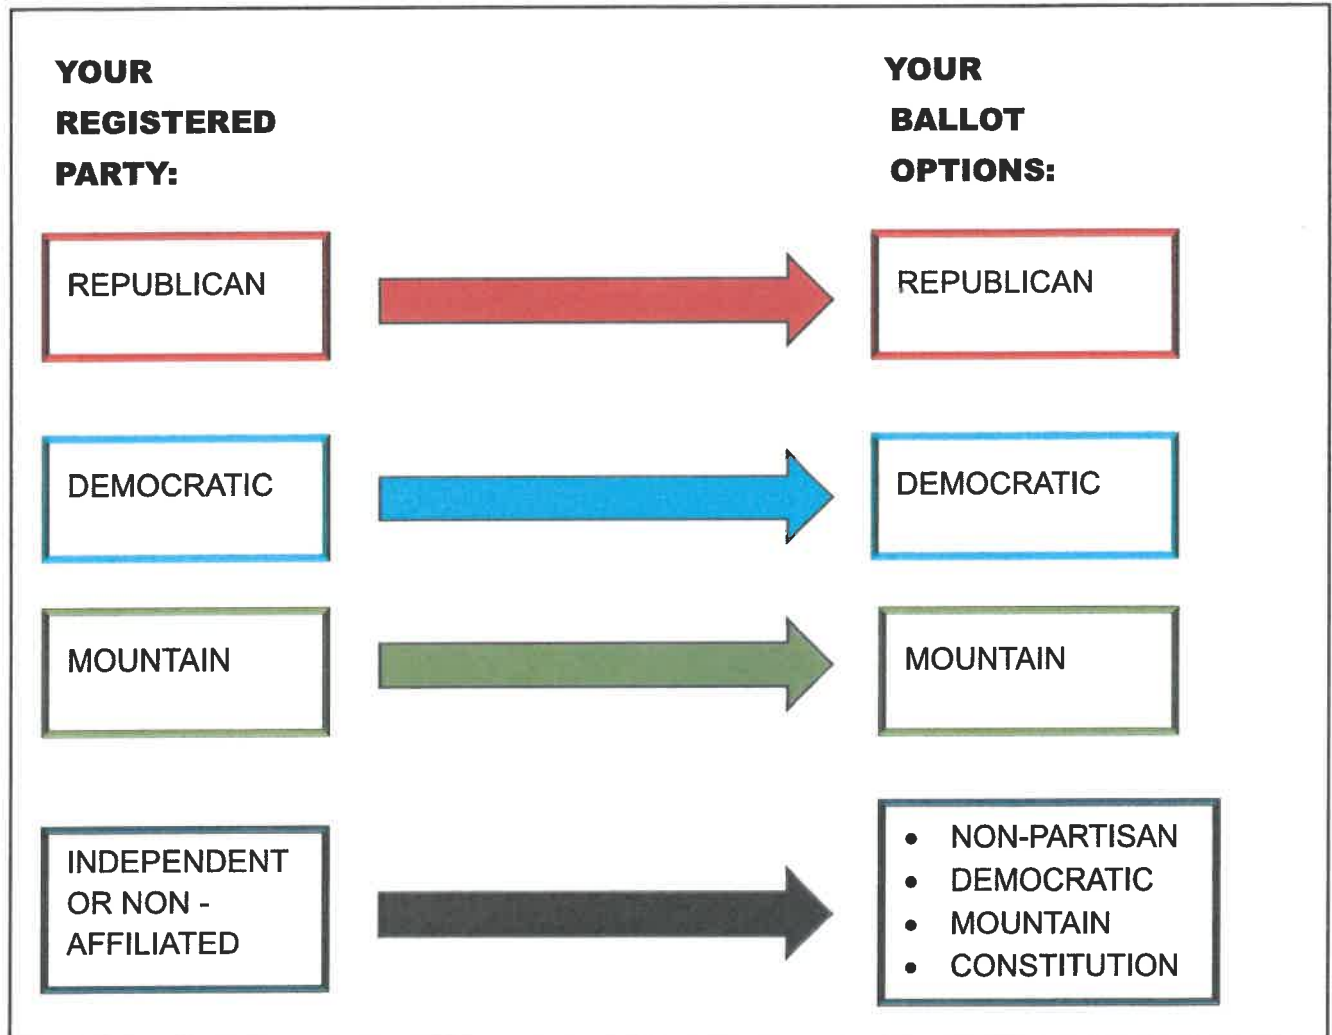 YOUR
REGISTERED
PARTY:
YOUR
BALLOT
OPTIONS:
REPUBLICAN
REPUBLICAN
DEMOCRATIC
DEMOCRATIC
MOUNTAIN
MOUNTAIN
INDEPENDENT
OR NON -
AFFILIATED
• NON-PARTISAN
• DEMOCRATIC
• MOUNTAIN
• CONSTITUTION